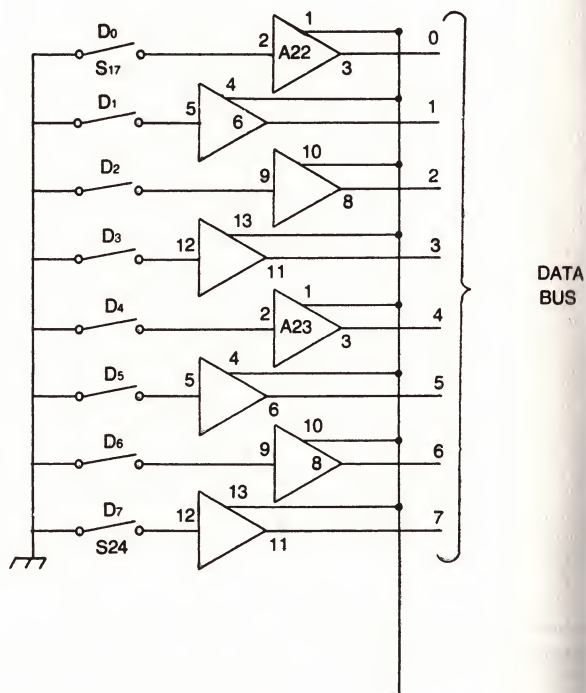 D0 1 0
2 A22 3
S17
D1 4 1
5 6
D2 10 2
9 8
D3 13 3
12 11
D4 1 4
2 A23 3
D5 4 5
5 6
D6 10 6
9 8
D7 13 7
12 11
S24
DATA
BUS